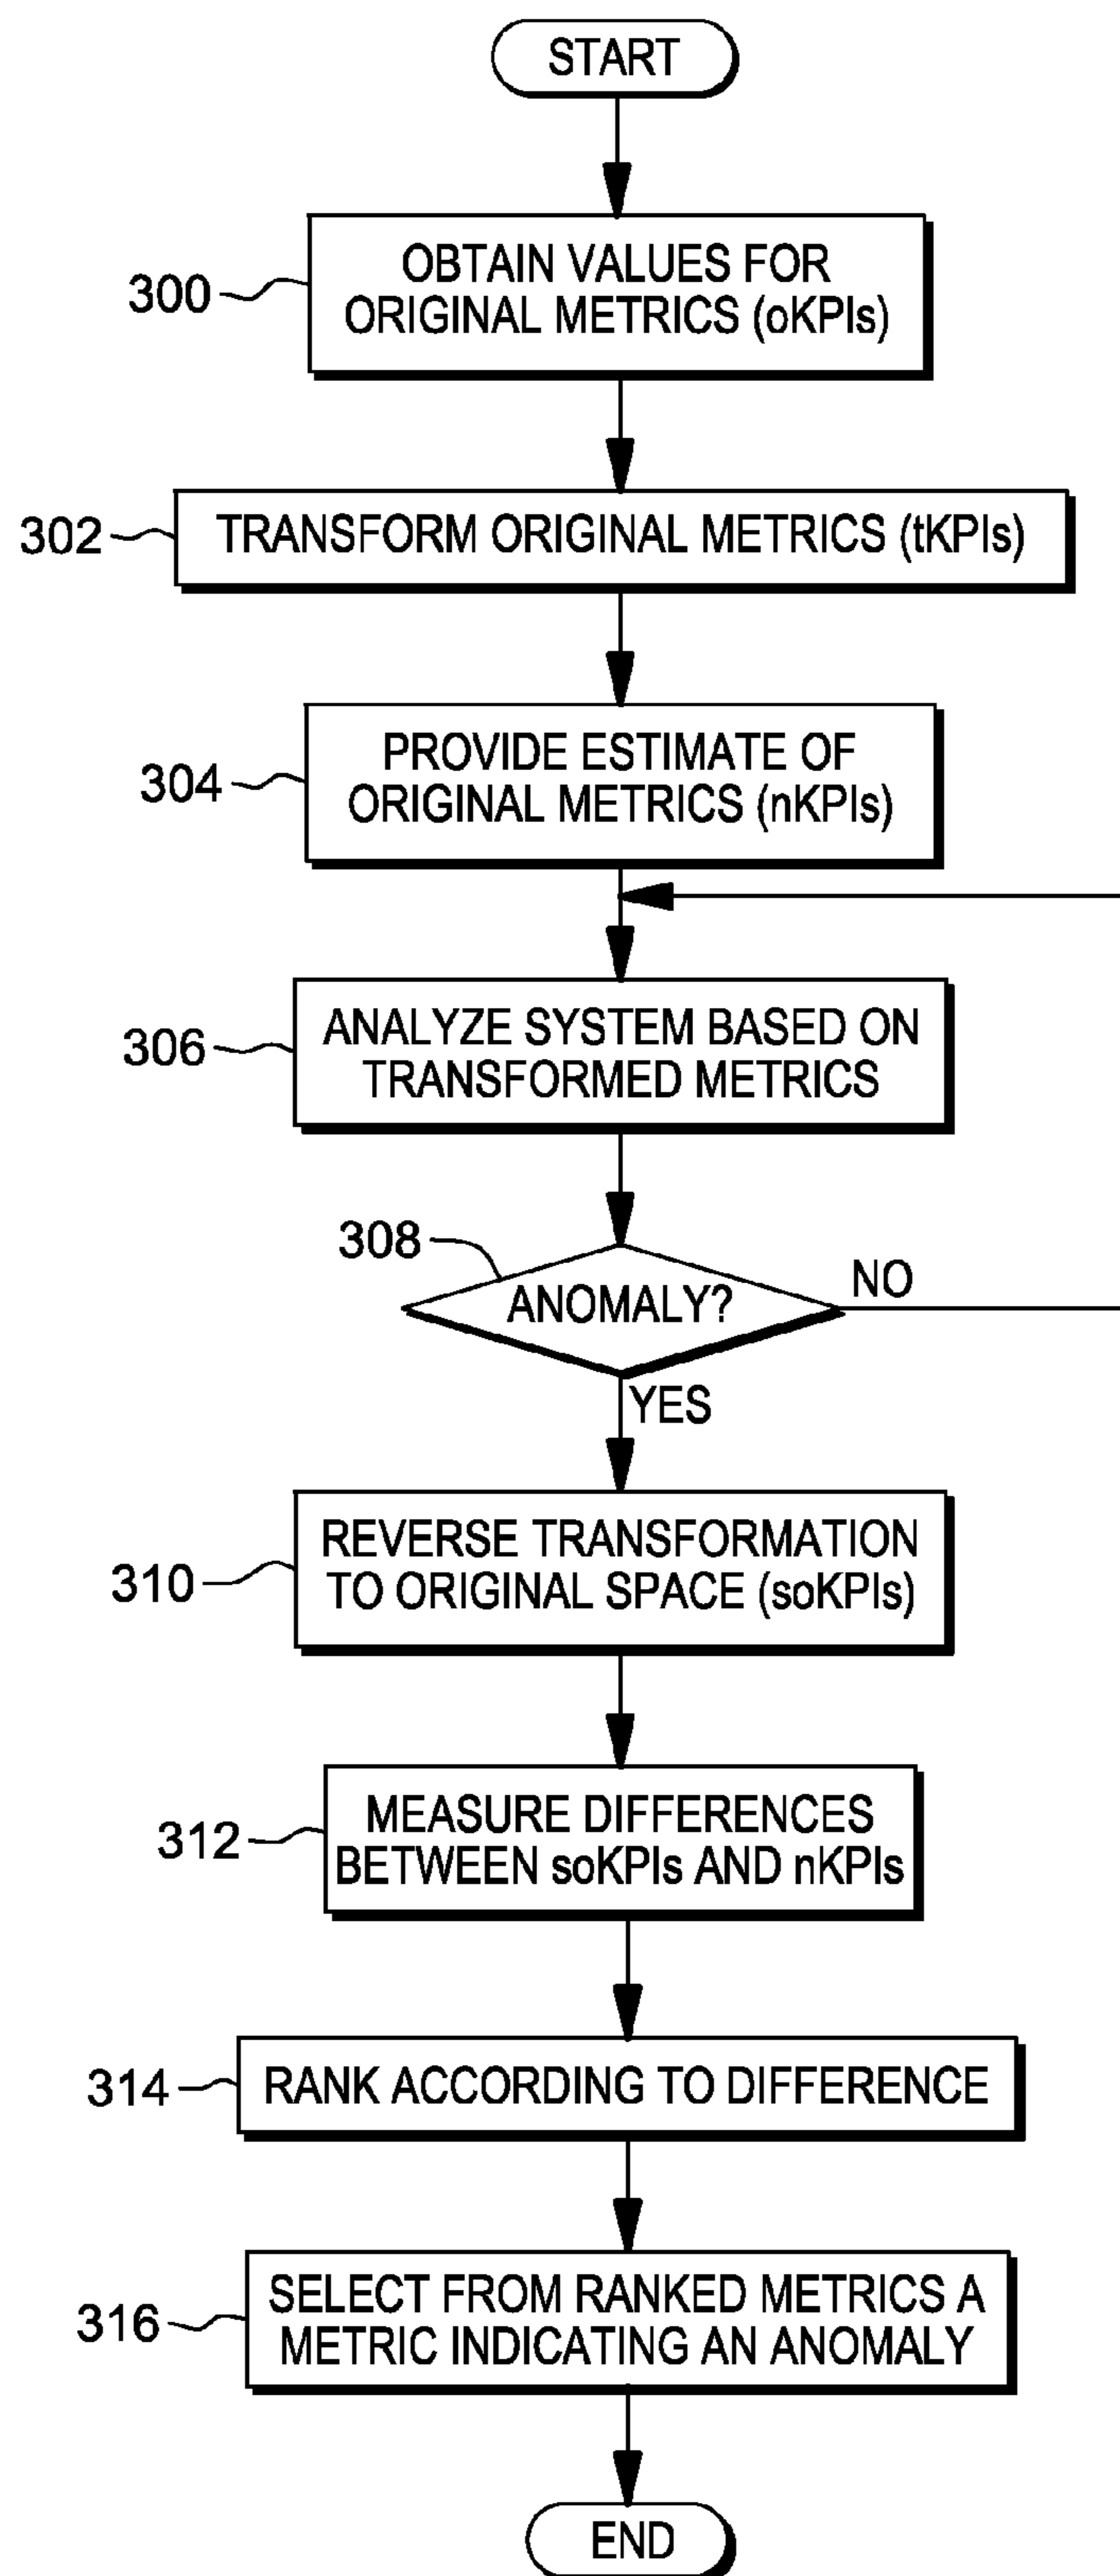 START
300
OBTAIN VALUES FOR
ORIGINAL METRICS (oKPIs)
302
TRANSFORM ORIGINAL METRICS (tKPIs)
304
PROVIDE ESTIMATE OF
ORIGINAL METRICS (nKPIs)
306
ANALYZE SYSTEM BASED ON
TRANSFORMED METRICS
308
ANOMALY?
NO
YES
310
REVERSE TRANSFORMATION
TO ORIGINAL SPACE (soKPIs)
312
MEASURE DIFFERENCES
BETWEEN soKPIs AND nKPIs
314
RANK ACCORDING TO DIFFERENCE
316
SELECT FROM RANKED METRICS A
METRIC INDICATING AN ANOMALY
END